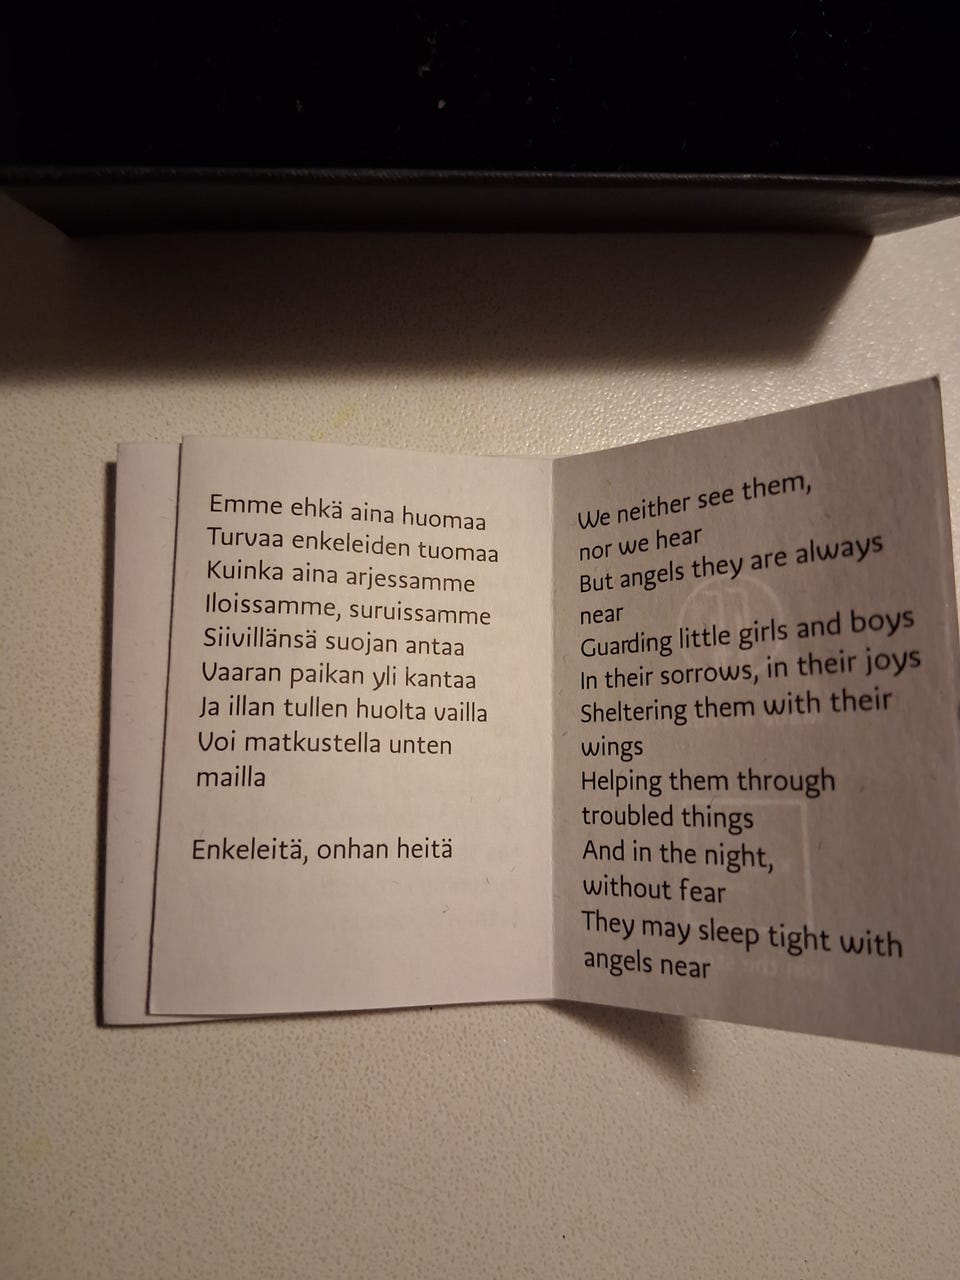 Emme ehkä aina huomaa
Turvaa enkeleiden tuomaa
Kuinka aina arjessamme
Iloissamme, suruissamme
Siivillänsä suojan antaa
Vaaran paikan yli kantaa
Ja illan tullen huolta vailla
Voi matkustella unten
mailla
Enkeleitä, onhan heitä
We neither see them,
nor we hear
But angels they are always
near
Guarding little girls and boys
In their sorrows, in their joys
Sheltering them with their
wings
Helping them through
troubled things
And in the night,
without fear
They may sleep tight with
angels near